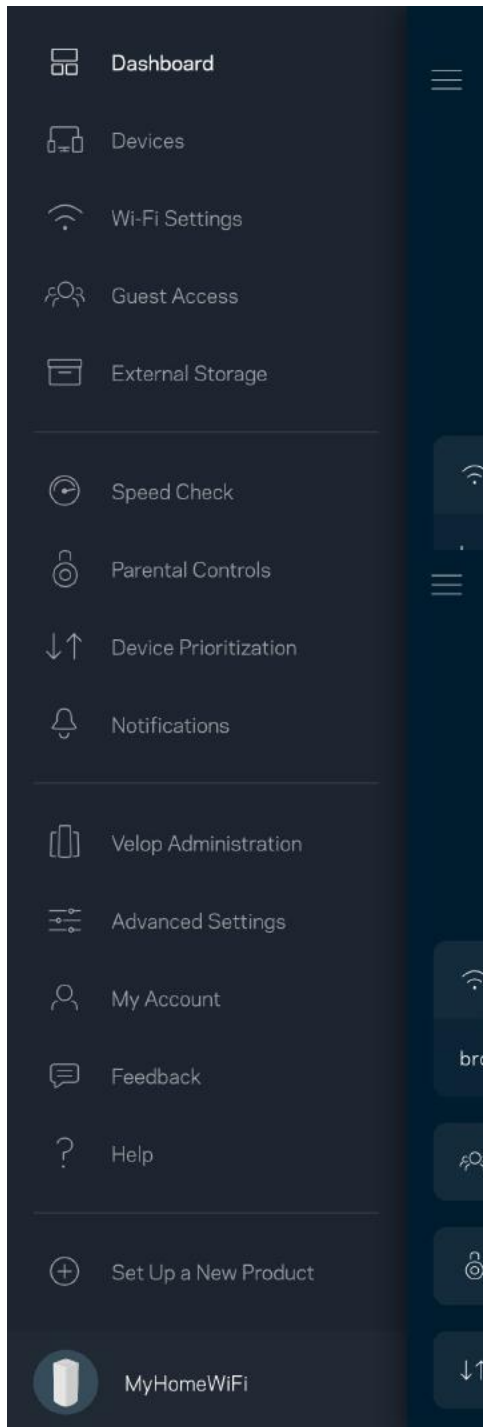 Dashboard
Devices
Wi-Fi Settings
Guest Access
External Storage
Speed Check
Parental Controls
Device Prioritization
Notifications
Velop Administration
Advanced Settings
My Account
Feedback
Help
Set Up a New Product
MyHomeWiFi